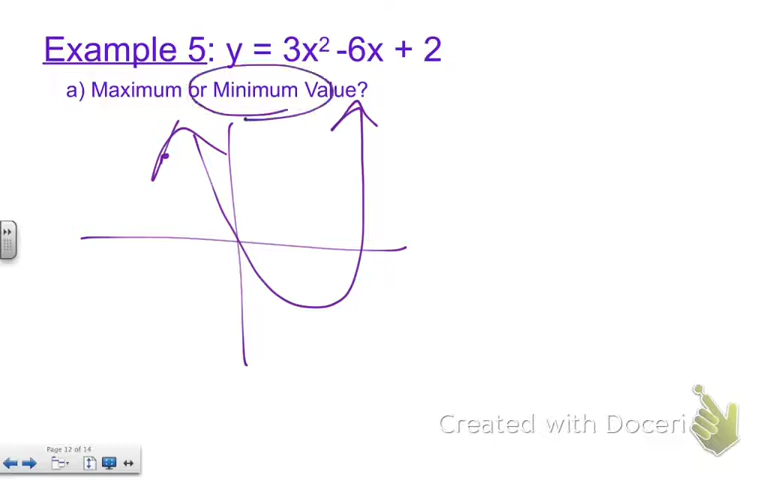 Example 5: y = 3x² -6x + 2
a) Maximum or Minimum Value?
Created with Doceri
Page 12 of 14